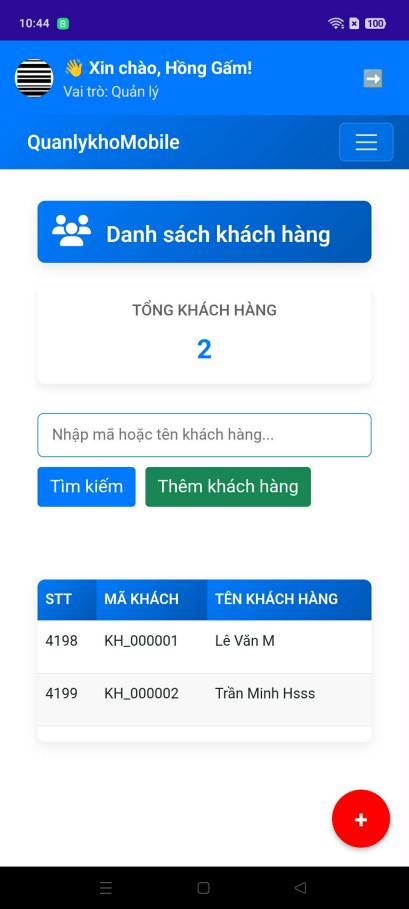 10:44
100
👋 Xin chào, Hồng Gấm!
Vai trò: Quản lý
QuanlykhoMobile
Danh sách khách hàng
TỔNG KHÁCH HÀNG
2
Nhập mã hoặc tên khách hàng...
Tìm kiếm Thêm khách hàng
STT MÃ KHÁCH TÊN KHÁCH HÀNG
4198 KH_000001 Lê Văn M
4199 KH_000002 Trần Minh Hsss
+